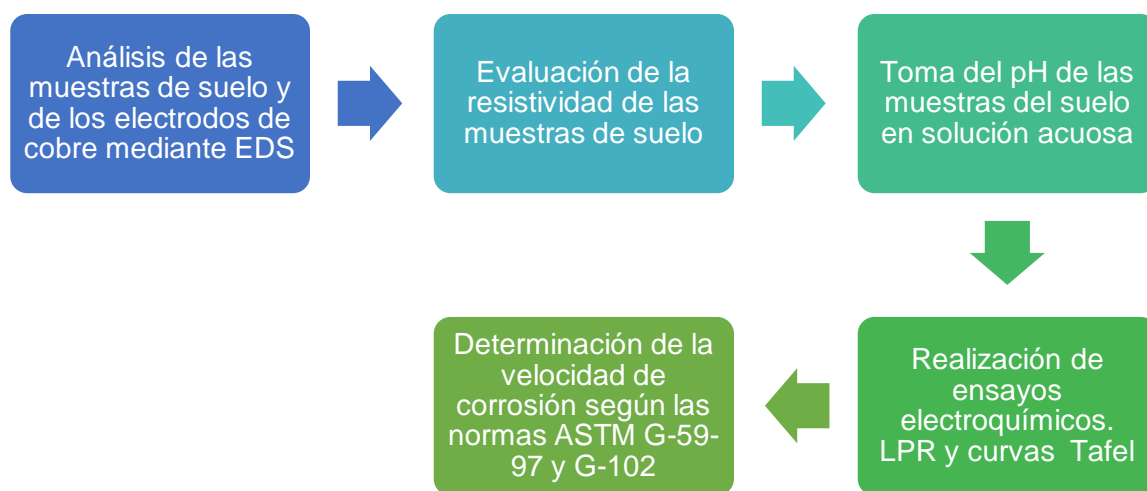 Análisis de las
muestras de suelo y
de los electrodos de
cobre mediante EDS
Evaluación de la
resistividad de las
muestras de suelo
Toma del pH de las
muestras del suelo
en solución acuosa
Realización de
ensayos
electroquímicos.
LPR y curvas Tafel
Determinación de la
velocidad de
corrosión según las
normas ASTM G-59-
97 y G-102